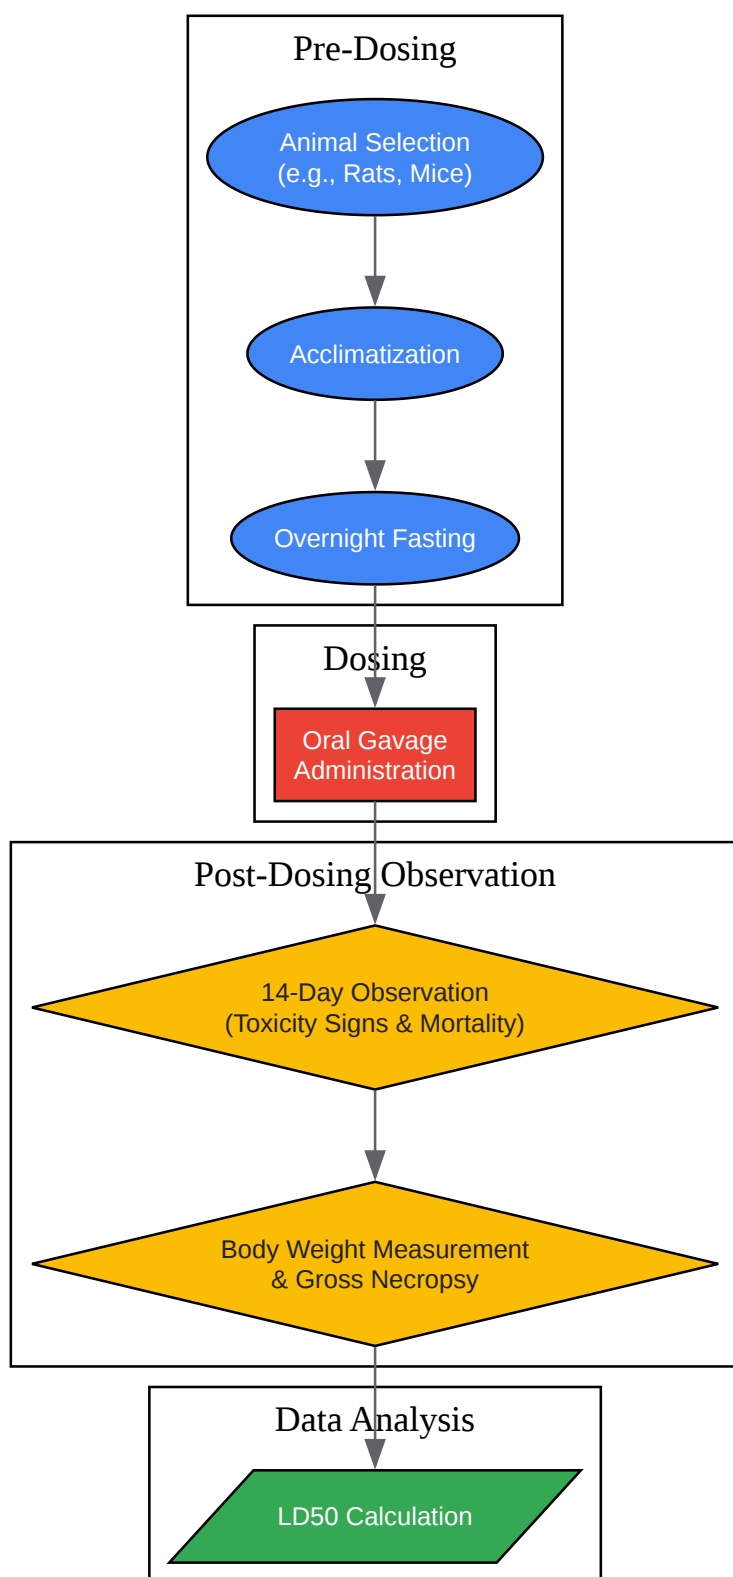 Pre-Dosing
Animal Selection
(e.g., Rats, Mice)
Acclimatization
Overnight Fasting
Dosing
Oral Gavage
Administration
Post-Dosing Observation
14-Day Observation
(Toxicity Signs & Mortality)
Body Weight Measurement
& Gross Necropsy
Data Analysis
LD50 Calculation